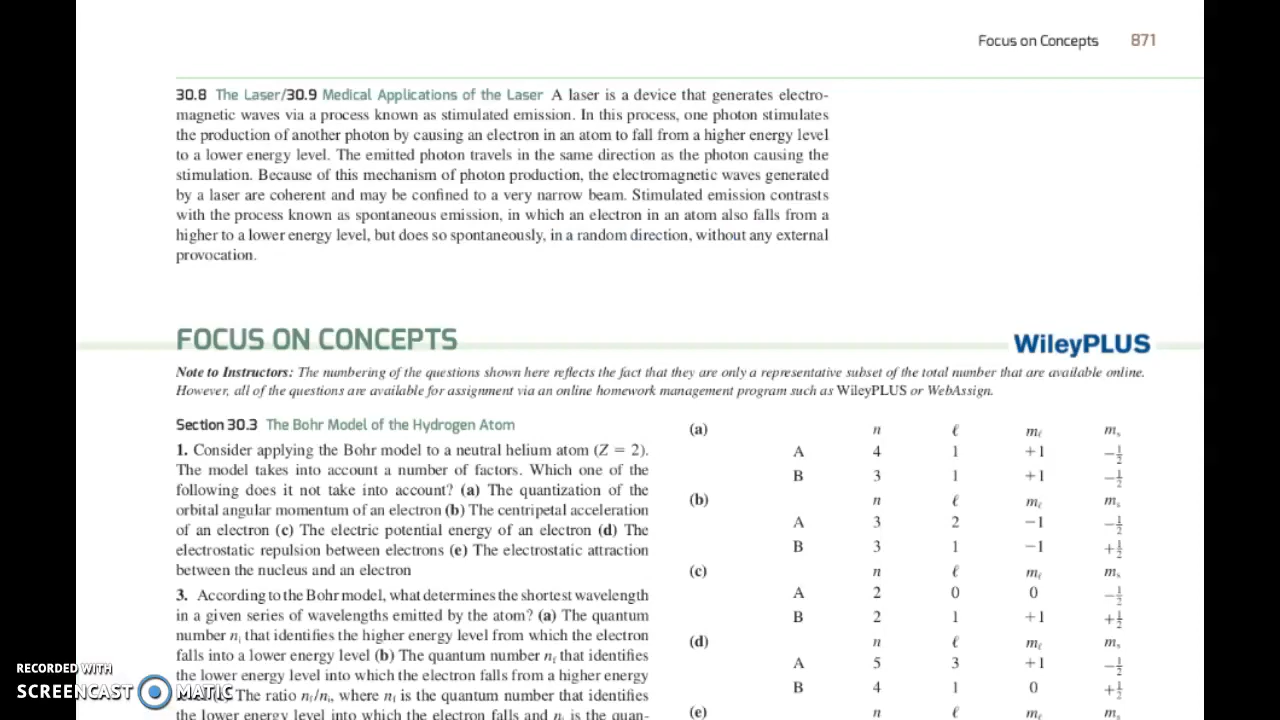 Focus on Concepts 871
30.8 The Laser/30.9 Medical Applications of the Laser A laser is a device that generates electro-
magnetic waves via a process known as stimulated emission. In this process, one photon stimulates
the production of another photon by causing an electron in an atom to fall from a higher energy level
to a lower energy level. The emitted photon travels in the same direction as the photon causing the
stimulation. Because of this mechanism of photon production, the electromagnetic waves generated
by a laser are coherent and may be confined to a very narrow beam. Stimulated emission contrasts
with the process known as spontaneous emission, in which an electron in an atom also falls from a
higher to a lower energy level, but does so spontaneously, in a random direction, without any external
provocation.
FOCUS ON CONCEPTS
WileyPLUS
Note to Instructors: The numbering of the questions shown here reflects the fact that they are only a representative subset of the total number that are available online.
However, all of the questions are available for assignment via an online homework management program such as WileyPLUS or WebAssign.
Section 30.3 The Bohr Model of the Hydrogen Atom
1. Consider applying the Bohr model to a neutral helium atom (Z = 2).
The model takes into account a number of factors. Which one of the
following does it not take into account? (a) The quantization of the
orbital angular momentum of an electron (b) The centripetal acceleration
of an electron (c) The electric potential energy of an electron (d) The
electrostatic repulsion between electrons (e) The electrostatic attraction
between the nucleus and an electron
3. According to the Bohr model, what determines the shortest wavelength
in a given series of wavelengths emitted by the atom? (a) The quantum
number nᵢ that identifies the higher energy level from which the electron
falls into a lower energy level (b) The quantum number n_f that identifies
the lower energy level into which the electron falls from a higher energy
The ratio n_f/nᵢ, where n_f is the quantum number that identifies
the lower energy level into which the electron falls and nᵢ is the quan-
(a) n ℓ m_ℓ m_s
A 4 1 +1 −½
B 3 1 +1 −½
(b) n ℓ m_ℓ m_s
A 3 2 −1 −½
B 3 1 −1 +½
(c) n ℓ m_ℓ m_s
A 2 0 0 −½
B 2 1 +1 +½
(d) n ℓ m_ℓ m_s
A 5 3 +1 −½
B 4 1 0 +½
(e) n ℓ m_ℓ m_s
RECORDED WITH
SCREENCAST MATIC